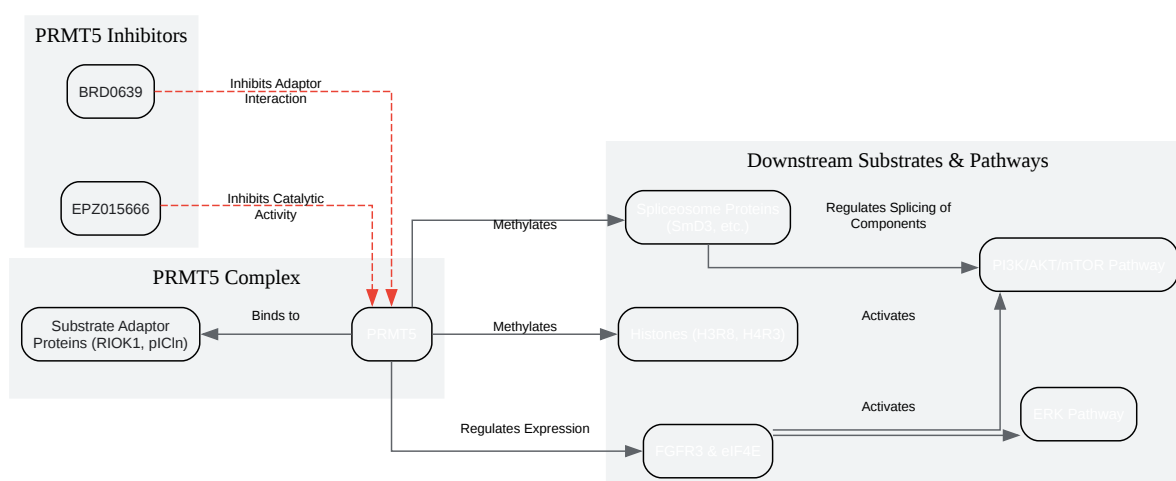 PRMT5 Inhibitors
BRD0639
Inhibits Adaptor
Interaction
EPZ015666
Inhibits Catalytic
Activity
PRMT5 Complex
Substrate Adaptor
Proteins (RIOK1, pICln)
Binds to
PRMT5
Methylates
Methylates
Regulates Expression
Downstream Substrates & Pathways
Spliceosome Proteins
(SmD3, etc.)
Regulates Splicing of
Components
PI3K/AKT/mTOR Pathway
Histones (H3R8, H4R3)
Activates
Activates
ERK Pathway
FGFR3 & eIF4E